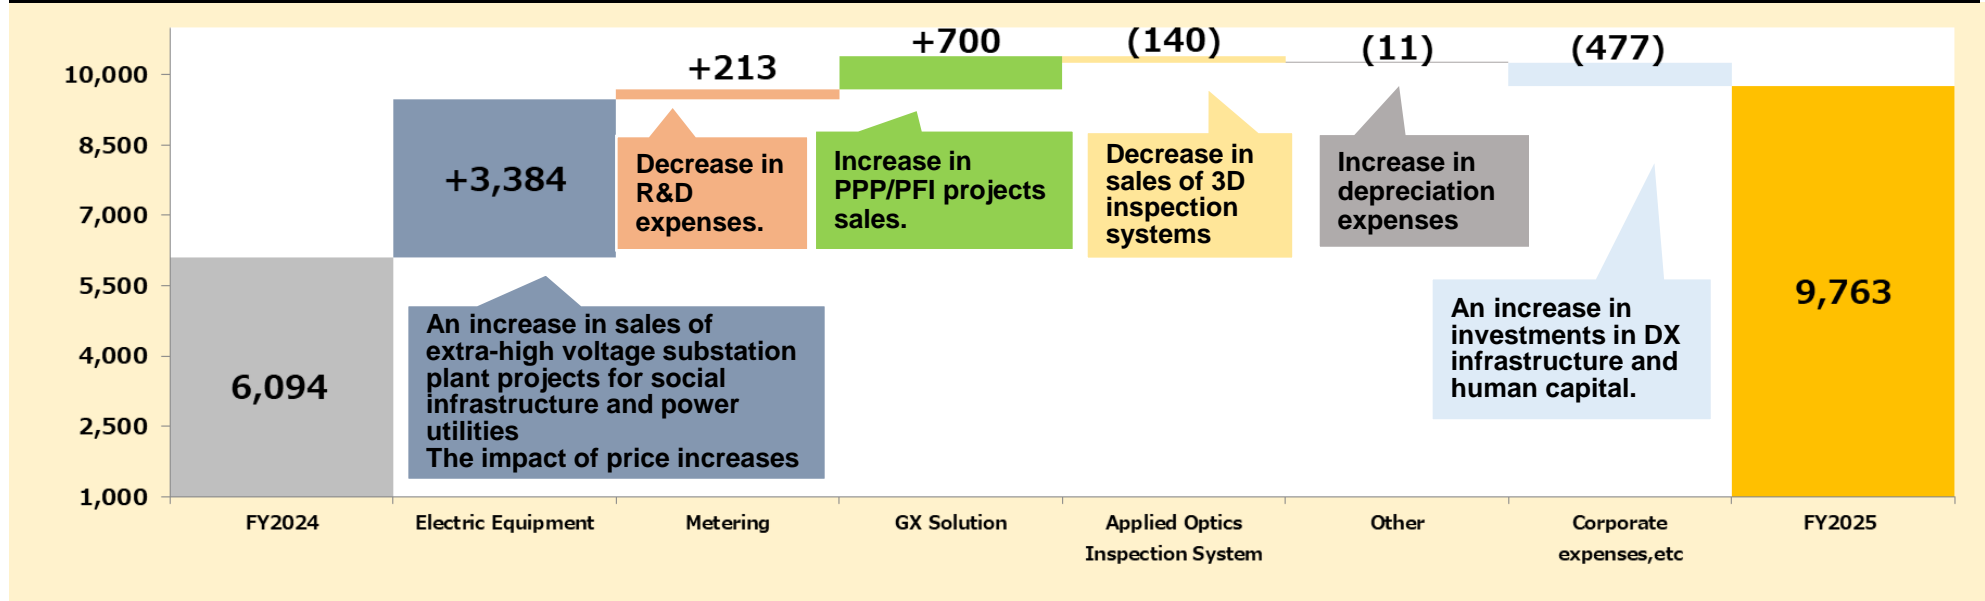 10,000
8,500
7,000
5,500
4,000
2,500
1,000
6,094
+3,384
+213
+700
(140)
(11)
(477)
9,763
An increase in sales of
extra-high voltage substation
plant projects for social
infrastructure and power
utilities
The impact of price increases
Decrease in
R&D
expenses.
Increase in
PPP/PFI projects
sales.
Decrease in
sales of 3D
inspection
systems
Increase in
depreciation
expenses
An increase in
investments in DX
infrastructure and
human capital.
FY2024
Electric Equipment
Metering
GX Solution
Applied Optics
Inspection System
Other
Corporate
expenses,etc
FY2025